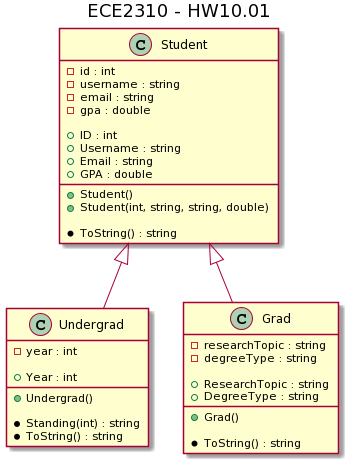 ECE2310 - HW10.01
C Student
id : int
username : string
email : string
gpa : double
ID : int
Username : string
Email : string
GPA : double
Student()
Student(int, string, string, double)
ToString() : string
C Undergrad
year : int
Year : int
Undergrad()
Standing(int) : string
ToString() : string
C Grad
researchTopic : string
degreeType : string
ResearchTopic : string
DegreeType : string
Grad()
ToString() : string